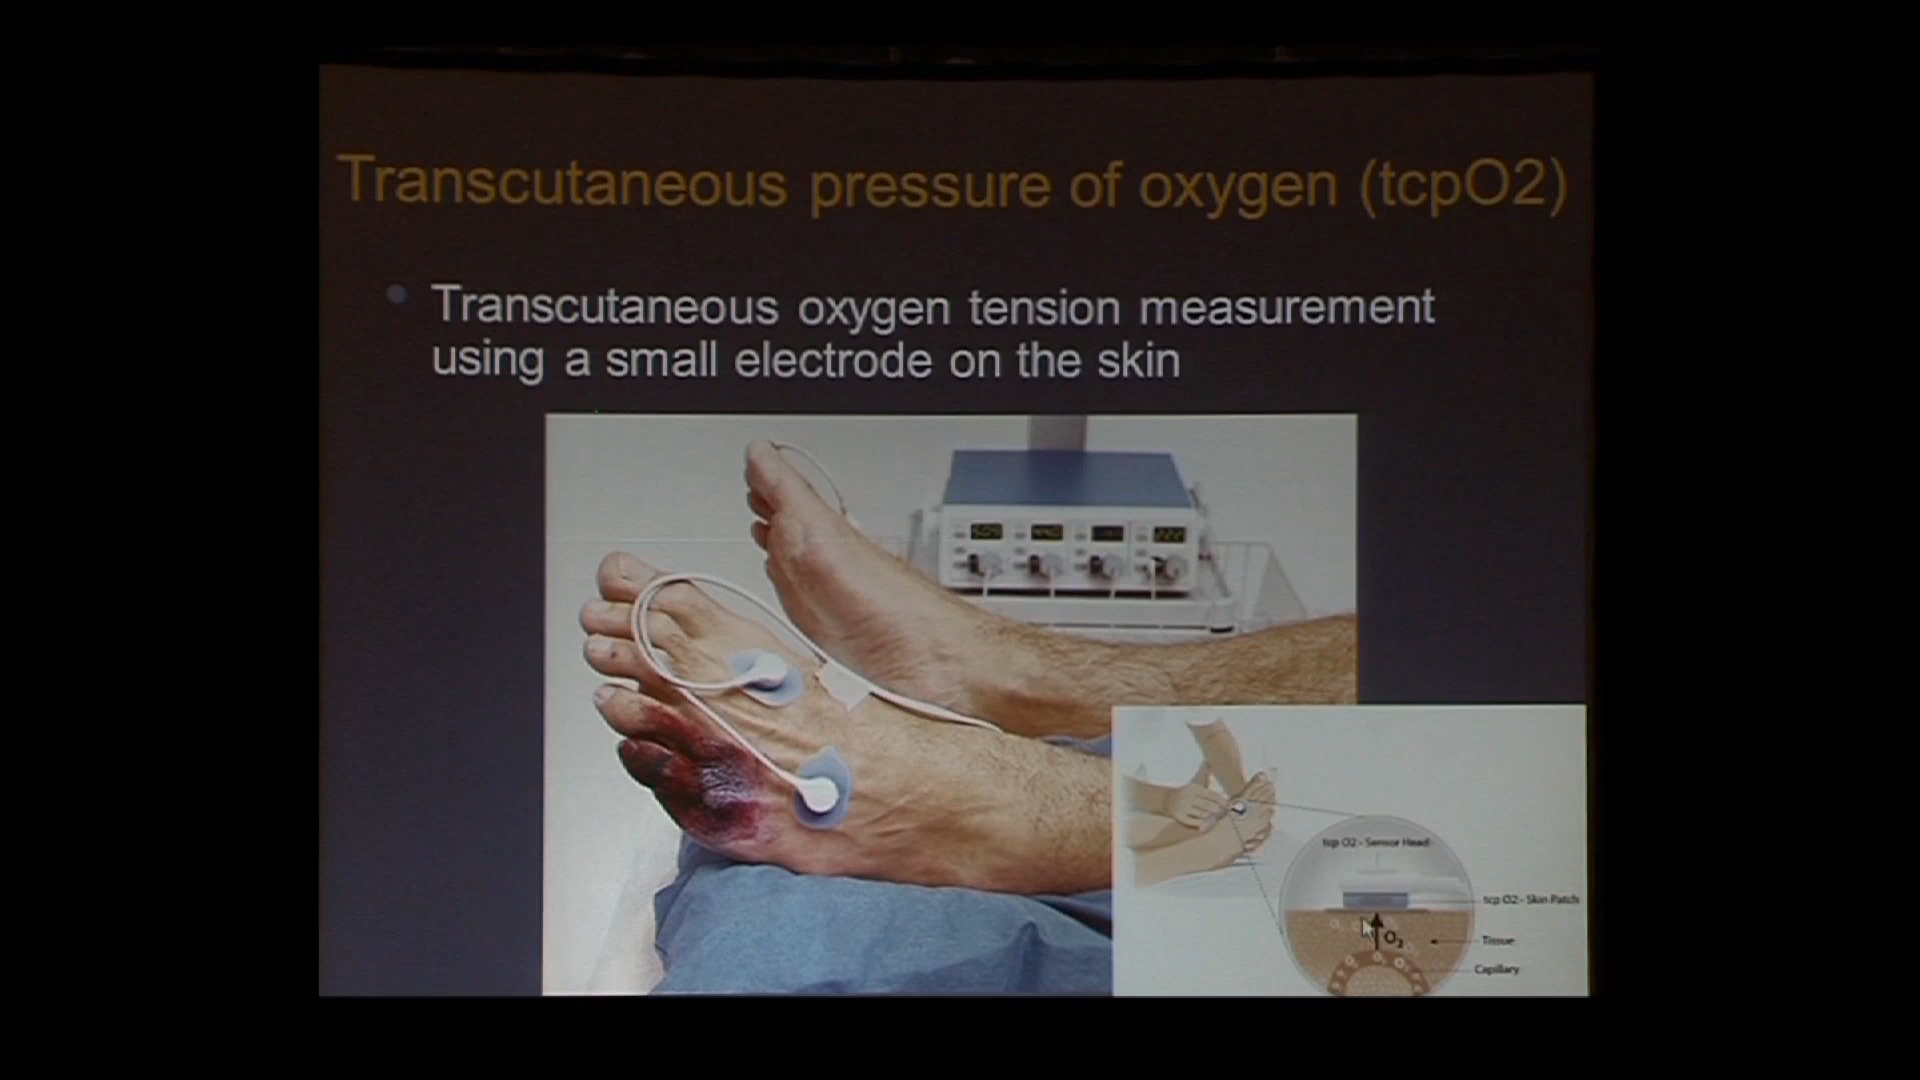 Transcutaneous pressure of oxygen (tcpO2)
Transcutaneous oxygen tension measurement
using a small electrode on the skin
tcp O2 - Sensor Head
tcp O2 - Skin Patch
O2
Tissue
Capillary